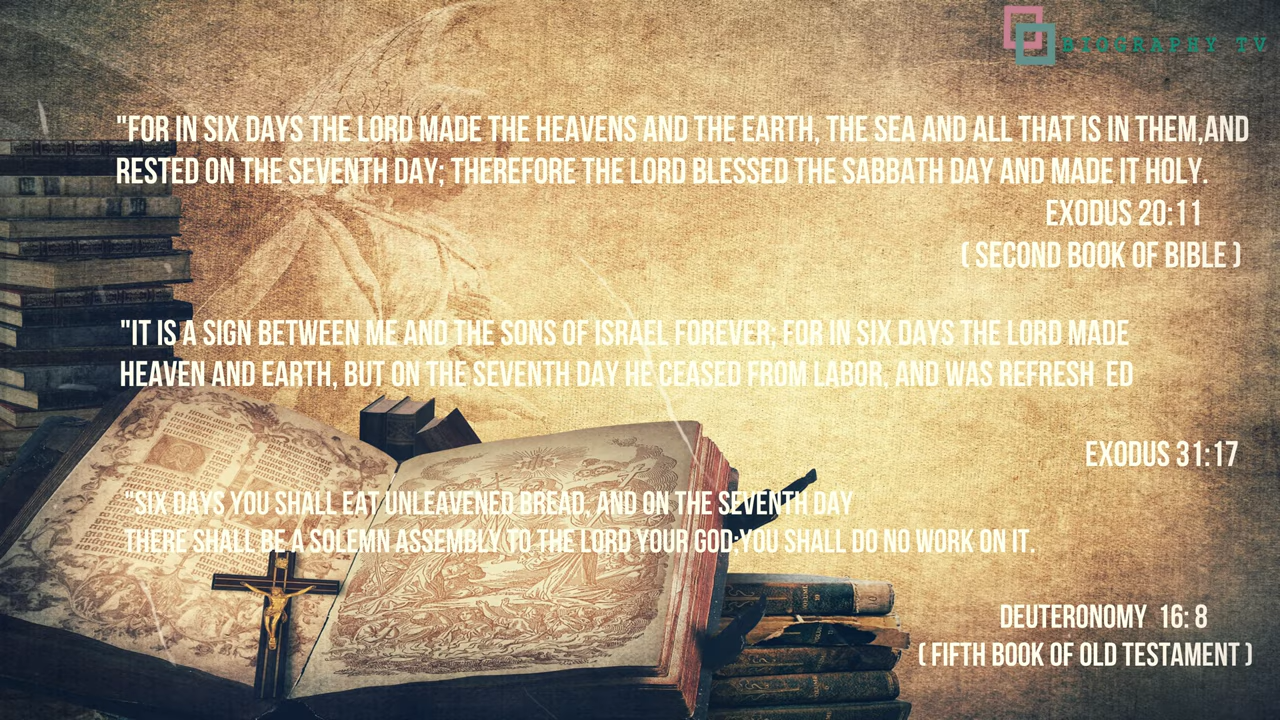 BIOGRAPHY TV
"FOR IN SIX DAYS THE LORD MADE THE HEAVENS AND THE EARTH, THE SEA AND ALL THAT IS IN THEM,AND
RESTED ON THE SEVENTH DAY; THEREFORE THE LORD BLESSED THE SABBATH DAY AND MADE IT HOLY.
EXODUS 20:11
( SECOND BOOK OF BIBLE )
"IT IS A SIGN BETWEEN ME AND THE SONS OF ISRAEL FOREVER; FOR IN SIX DAYS THE LORD MADE
HEAVEN AND EARTH, BUT ON THE SEVENTH DAY HE CEASED FROM LABOR, AND WAS REFRESH ED
EXODUS 31:17
"SIX DAYS YOU SHALL EAT UNLEAVENED BREAD, AND ON THE SEVENTH DAY
THERE SHALL BE A SOLEMN ASSEMBLY TO THE LORD YOUR GOD;YOU SHALL DO NO WORK ON IT.
DEUTERONOMY 16: 8
( FIFTH BOOK OF OLD TESTAMENT )